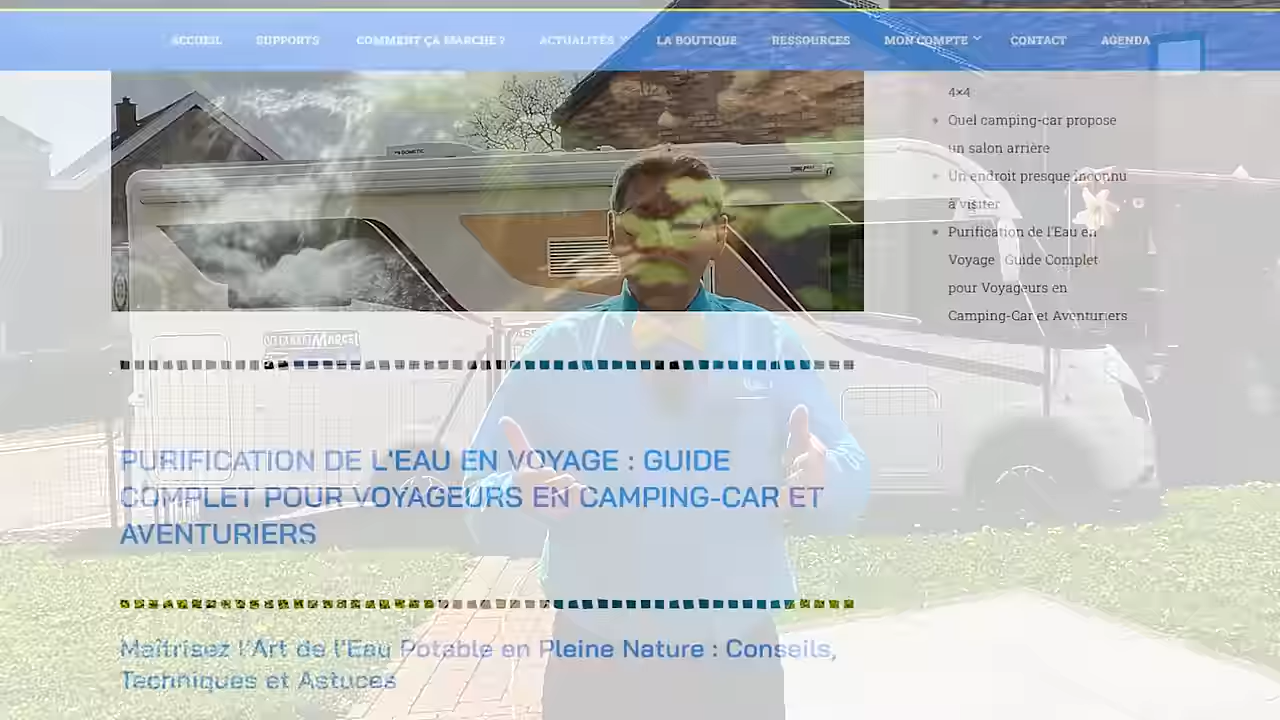 ACCUEIL SUPPORTS COMMENT ÇA MARCHE ? ACTUALITÉS LA BOUTIQUE RESSOURCES MON COMPTE CONTACT AGENDA
4×4
Quel camping-car propose
un salon arrière
Un endroit presque inconnu
à visiter
Purification de l'Eau en
Voyage Guide Complet
pour Voyageurs en
Camping-Car et Aventuriers
DOMETIC
PURIFICATION DE L'EAU EN VOYAGE : GUIDE
COMPLET POUR VOYAGEURS EN CAMPING-CAR ET
AVENTURIERS
Maîtrisez l'Art de l'Eau Potable en Pleine Nature : Conseils,
Techniques et Astuces